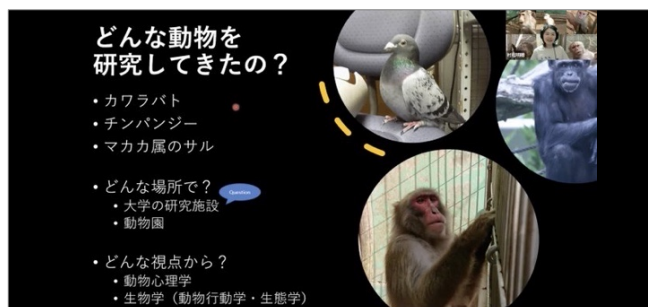 どんな動物を
研究してきたの？
• カワラバト
• チンパンジー
• マカカ属のサル
• どんな場所で？
Question
• 大学の研究施設
• 動物園
• どんな視点から？
• 動物心理学
• 生物学（動物行動学・生態学）